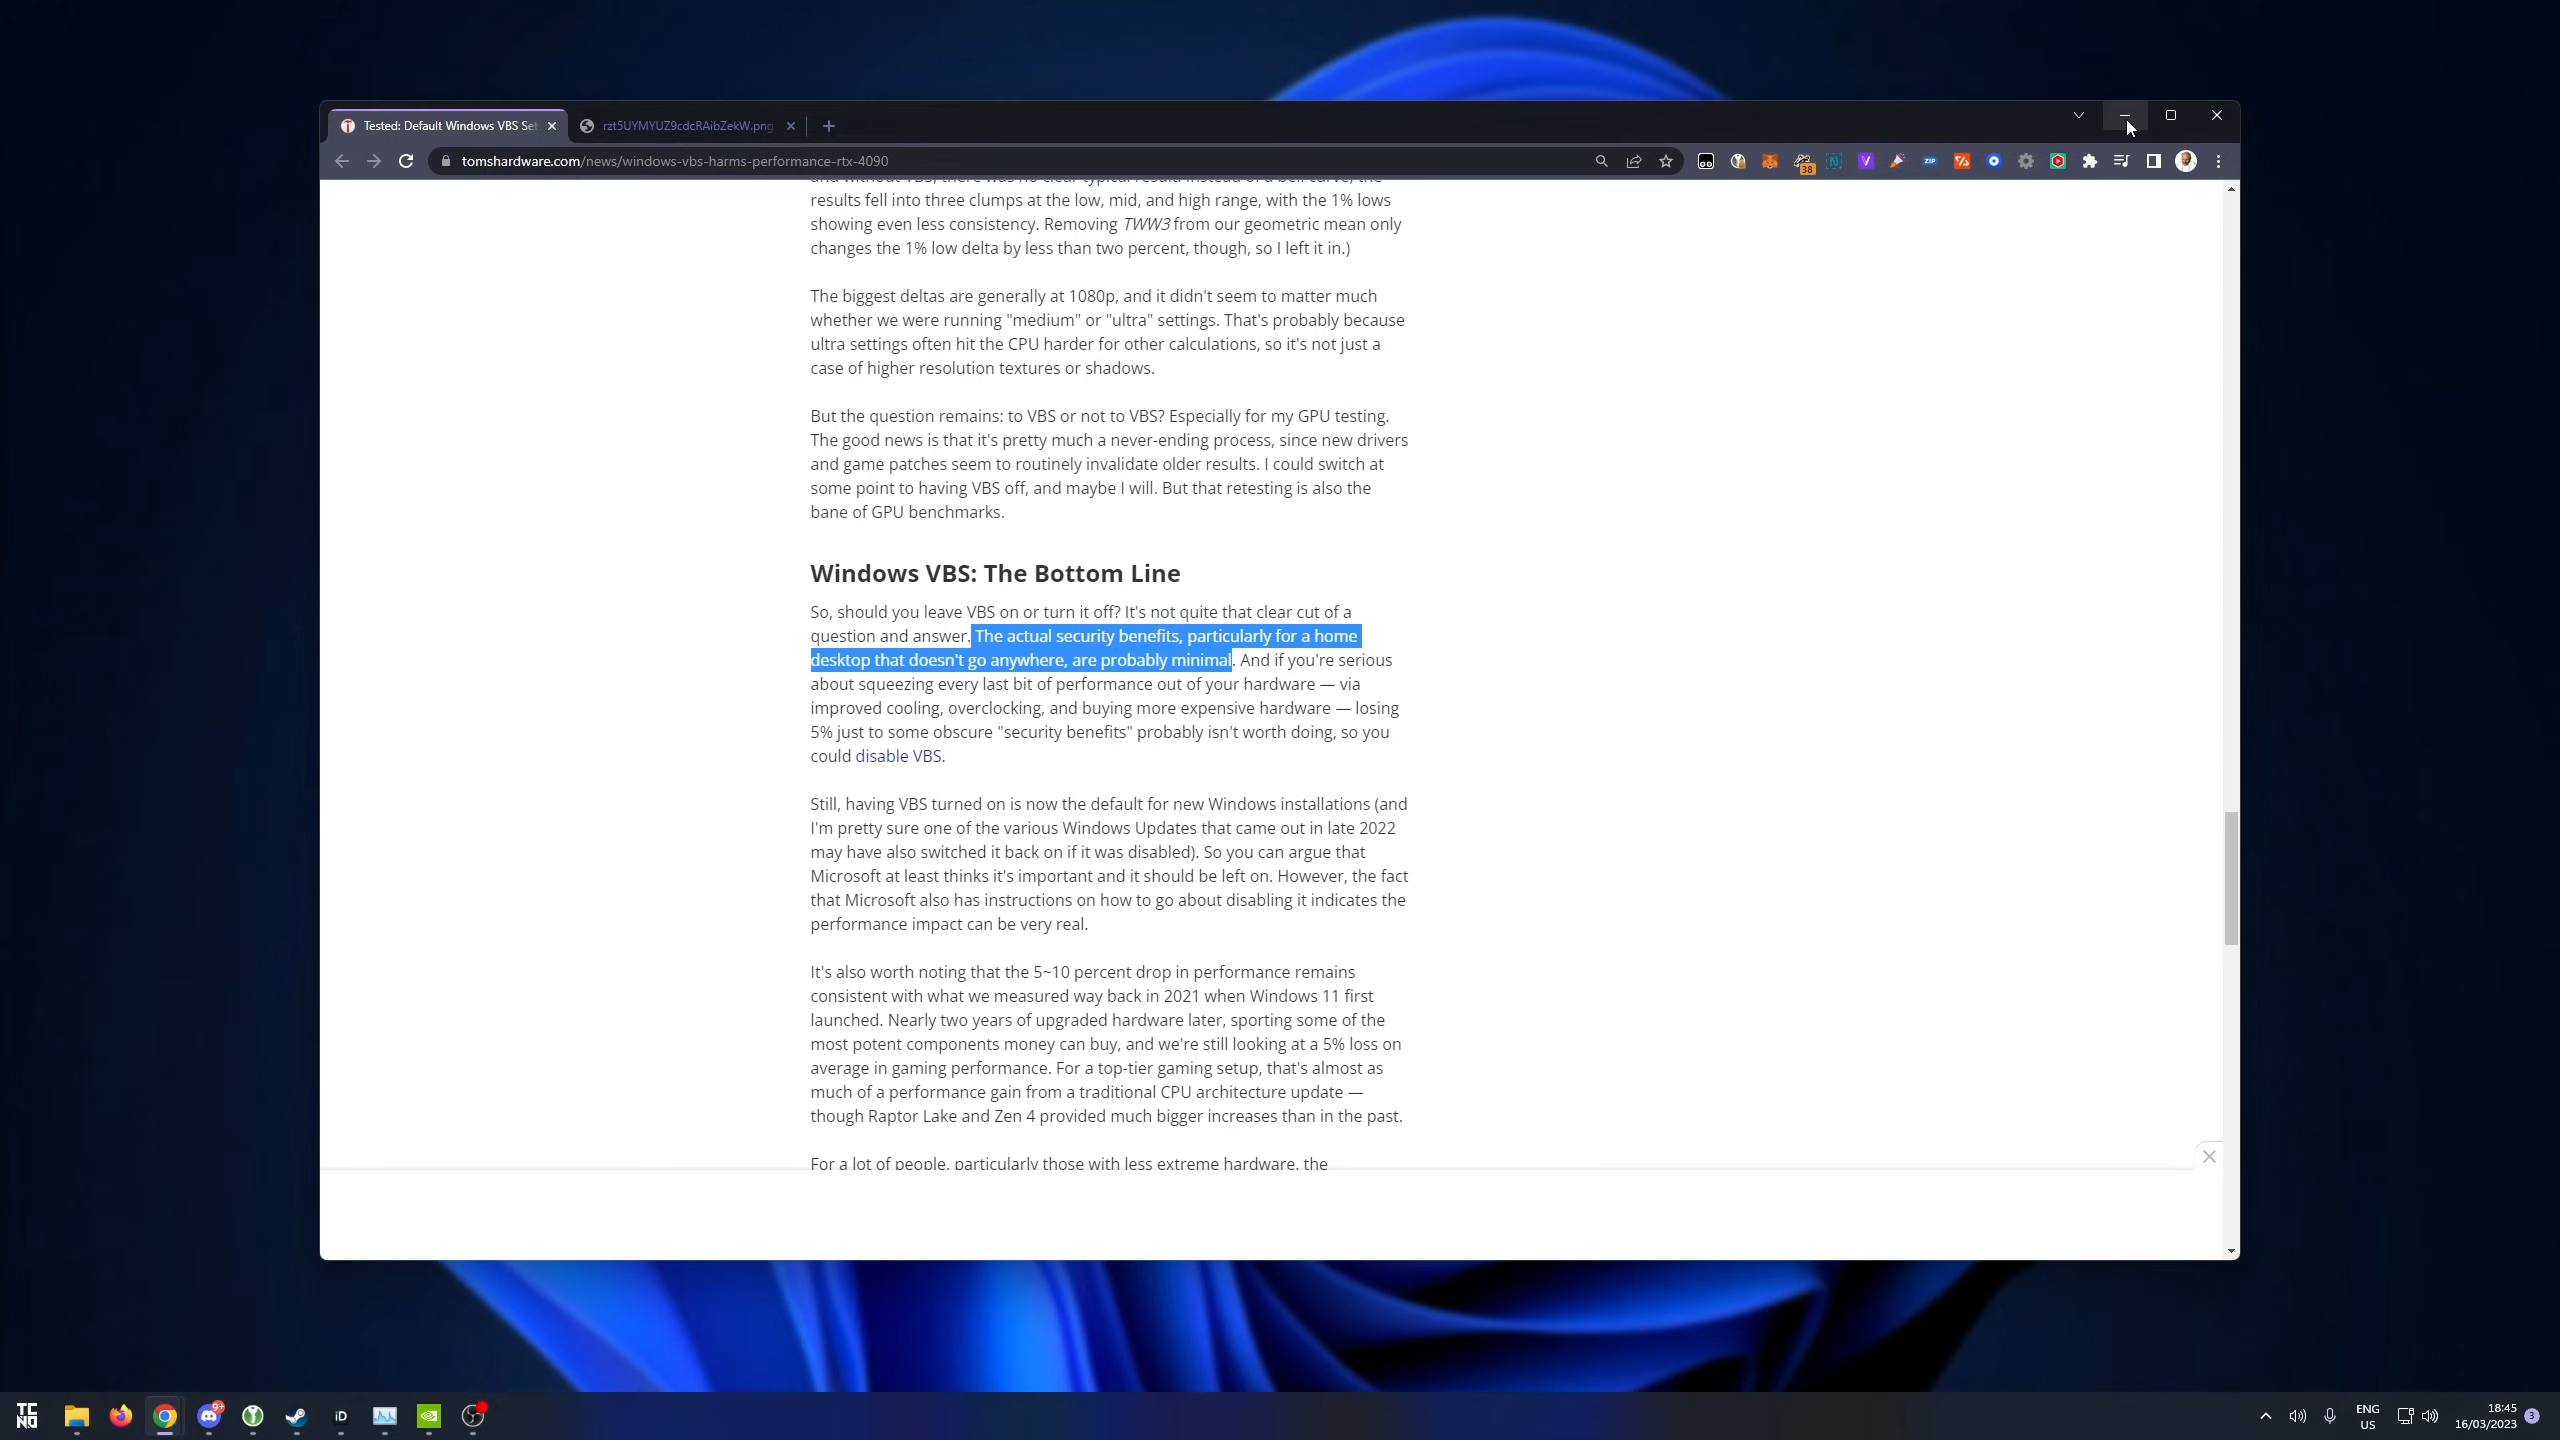 Tested: Default Windows VBS Set
rzt5UYMYUZ9cdcRAibZekW.png
tomshardware.com/news/windows-vbs-harms-performance-rtx-4090
38
ZIP
and without VBS, there was no clear typical result. Instead of a bell curve, the
results fell into three clumps at the low, mid, and high range, with the 1% lows
showing even less consistency. Removing TWW3 from our geometric mean only
changes the 1% low delta by less than two percent, though, so I left it in.)
The biggest deltas are generally at 1080p, and it didn't seem to matter much
whether we were running "medium" or "ultra" settings. That's probably because
ultra settings often hit the CPU harder for other calculations, so it's not just a
case of higher resolution textures or shadows.
But the question remains: to VBS or not to VBS? Especially for my GPU testing.
The good news is that it's pretty much a never-ending process, since new drivers
and game patches seem to routinely invalidate older results. I could switch at
some point to having VBS off, and maybe I will. But that retesting is also the
bane of GPU benchmarks.
Windows VBS: The Bottom Line
So, should you leave VBS on or turn it off? It's not quite that clear cut of a
question and answer. The actual security benefits, particularly for a home
desktop that doesn't go anywhere, are probably minimal. And if you're serious
about squeezing every last bit of performance out of your hardware — via
improved cooling, overclocking, and buying more expensive hardware — losing
5% just to some obscure "security benefits" probably isn't worth doing, so you
could disable VBS.
Still, having VBS turned on is now the default for new Windows installations (and
I'm pretty sure one of the various Windows Updates that came out in late 2022
may have also switched it back on if it was disabled). So you can argue that
Microsoft at least thinks it's important and it should be left on. However, the fact
that Microsoft also has instructions on how to go about disabling it indicates the
performance impact can be very real.
It's also worth noting that the 5~10 percent drop in performance remains
consistent with what we measured way back in 2021 when Windows 11 first
launched. Nearly two years of upgraded hardware later, sporting some of the
most potent components money can buy, and we're still looking at a 5% loss on
average in gaming performance. For a top-tier gaming setup, that's almost as
much of a performance gain from a traditional CPU architecture update —
though Raptor Lake and Zen 4 provided much bigger increases than in the past.
For a lot of people, particularly those with less extreme hardware, the
TC
NO
9+
iD
ENG
US
18:45
16/03/2023
3